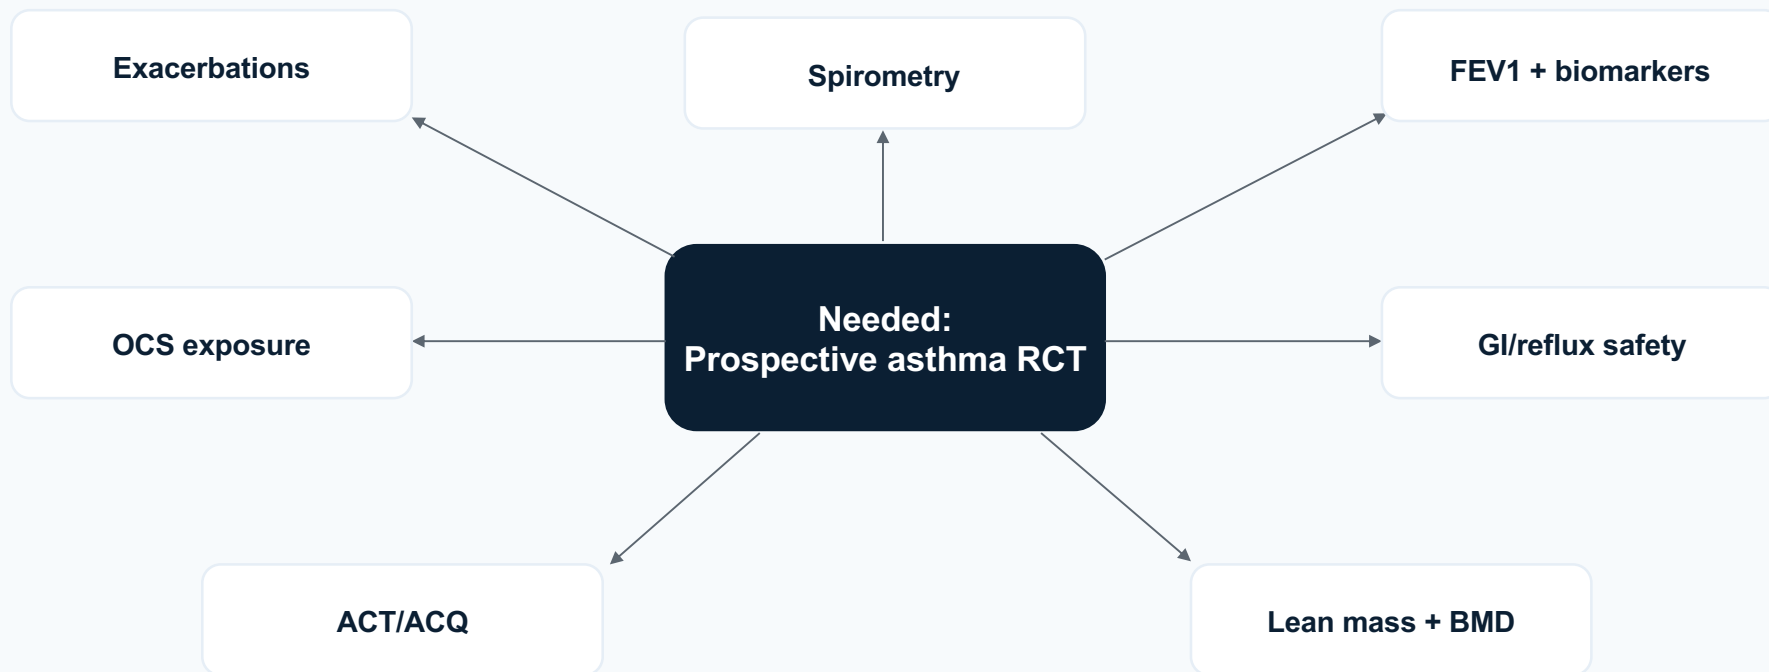 Exacerbations
Spirometry
FEV1 + biomarkers
OCS exposure
Needed:
Prospective asthma RCT
GI/reflux safety
ACT/ACQ
Lean mass + BMD